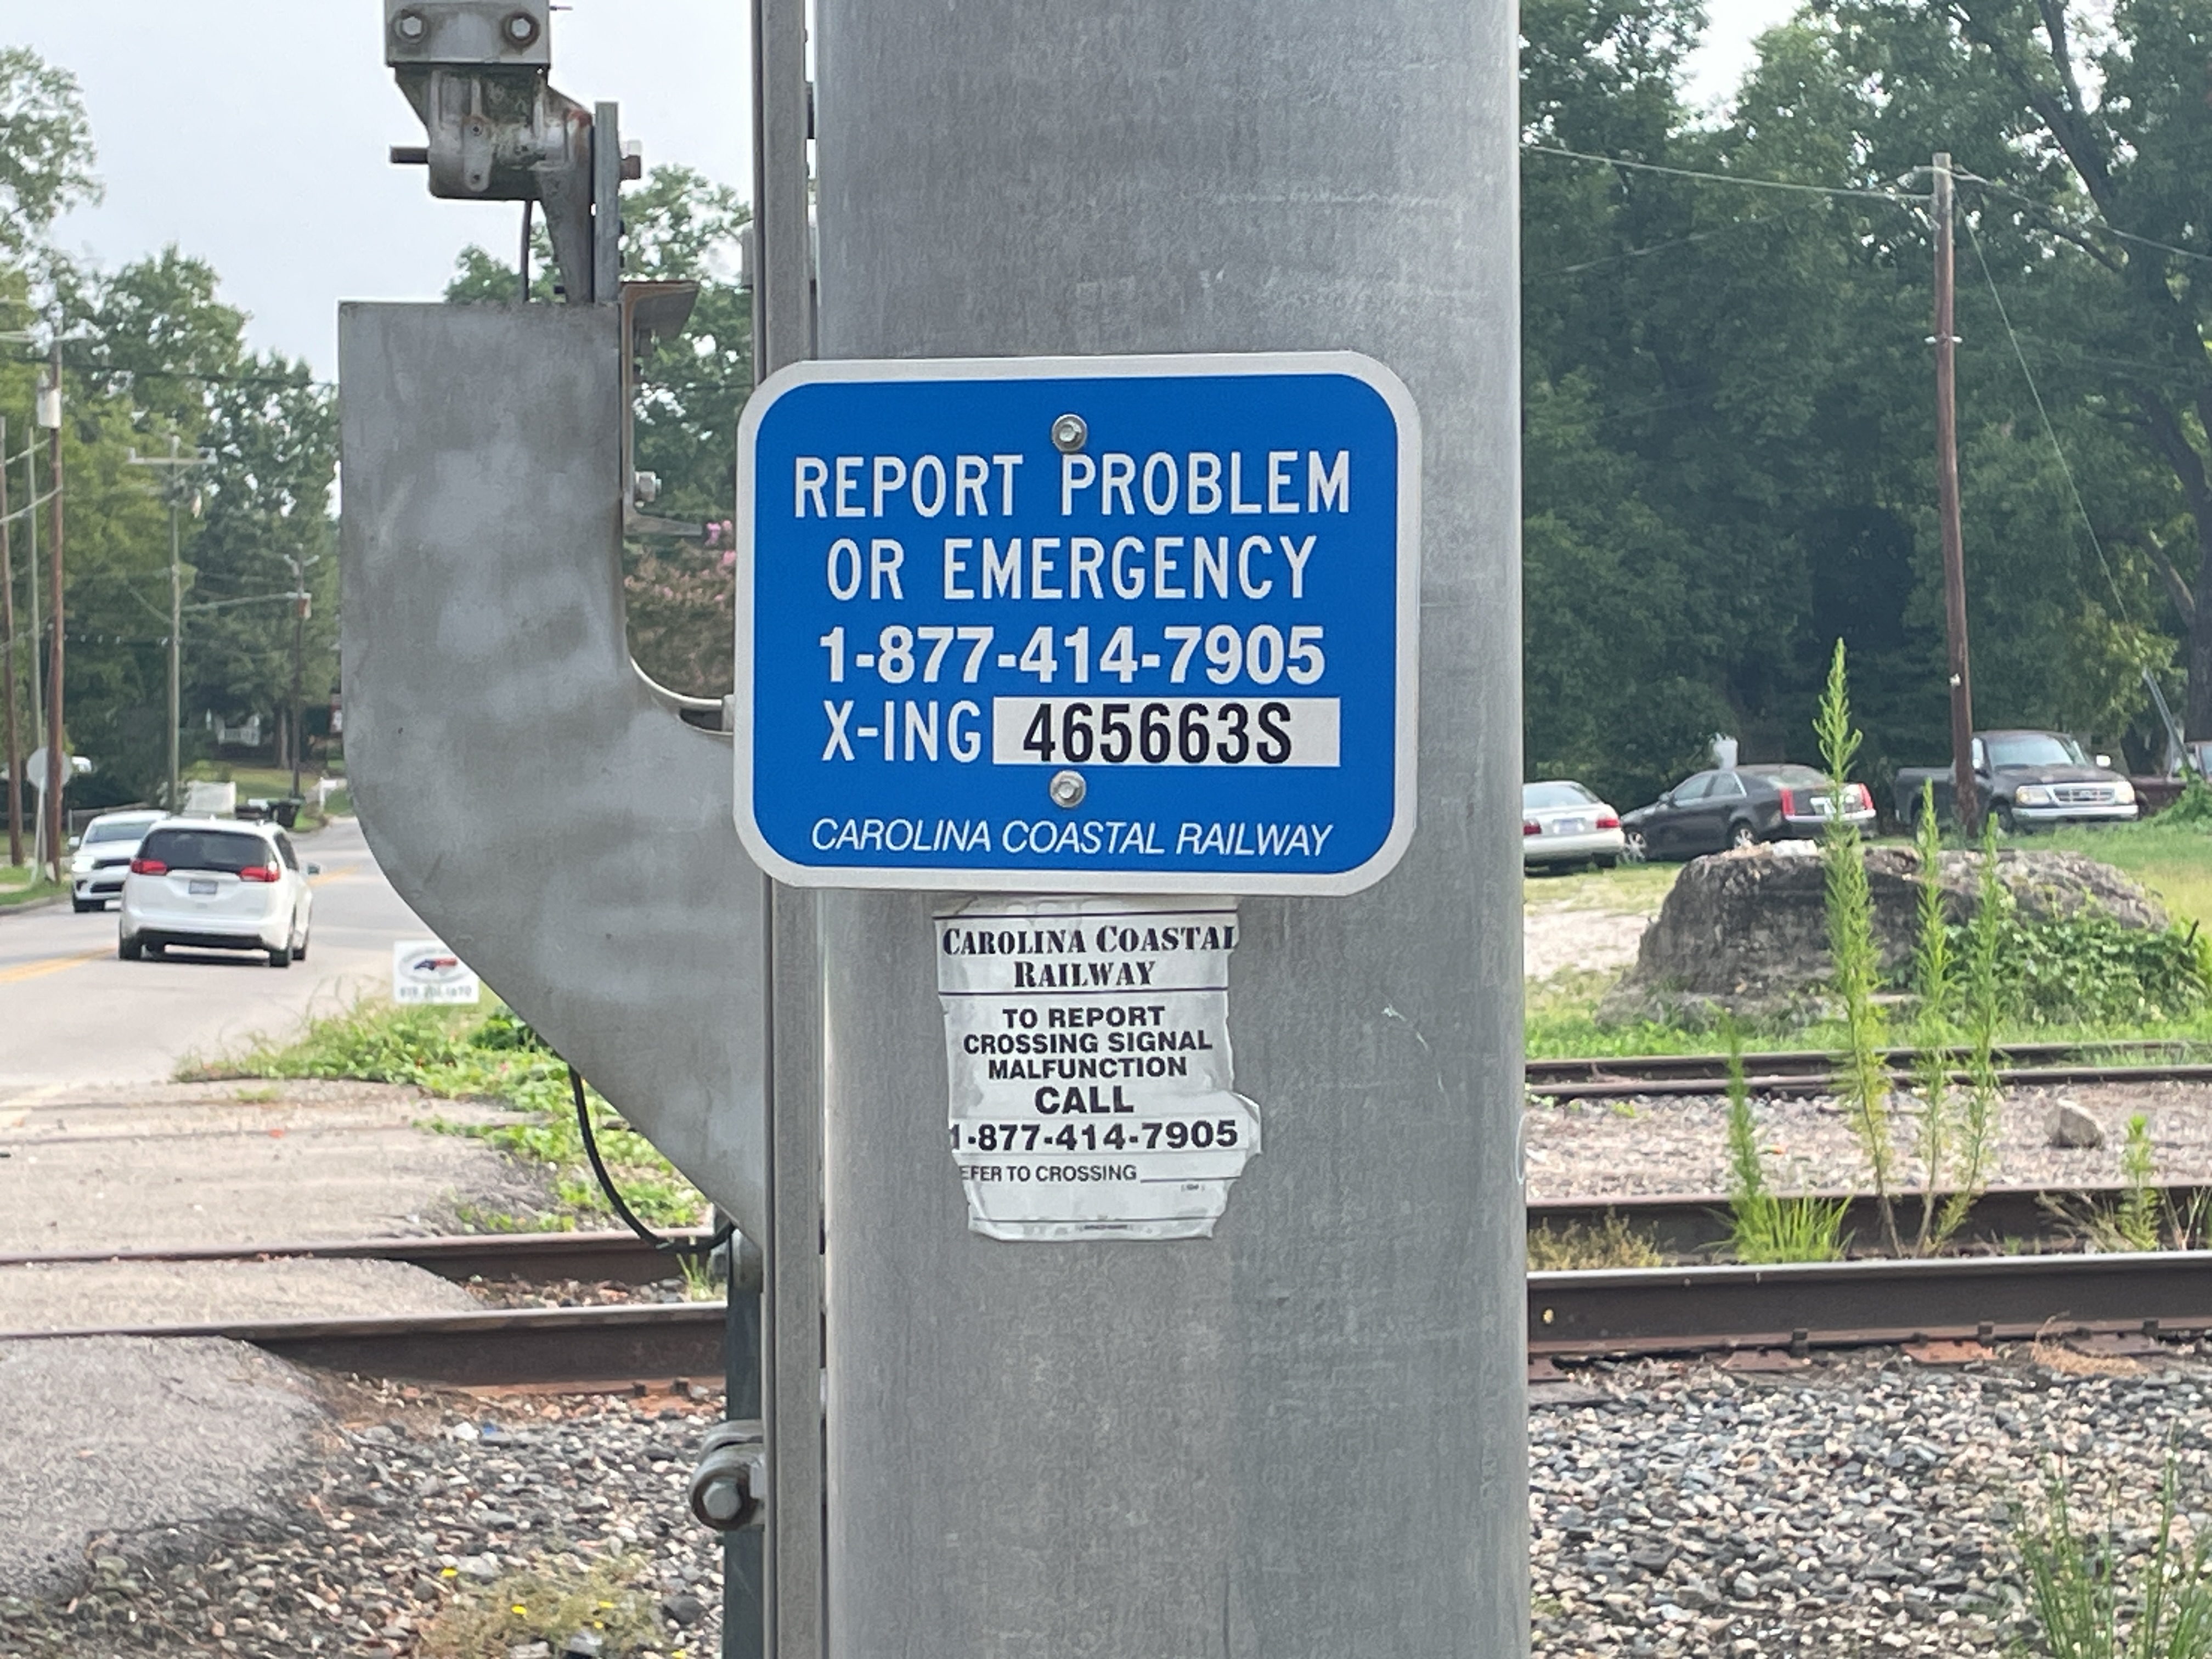 REPORT PROBLEM
OR EMERGENCY
1-877-414-7905
X-ING 465663S
CAROLINA COASTAL RAILWAY
CAROLINA COASTAL
RAILWAY
TO REPORT
CROSSING SIGNAL
MALFUNCTION
CALL
1-877-414-7905
EFER TO CROSSING